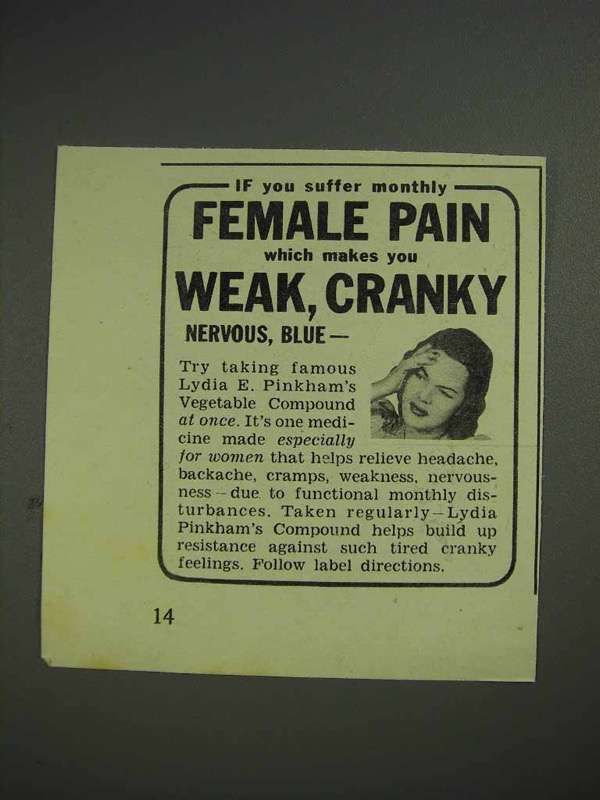 IF you suffer monthly
FEMALE PAIN
which makes you
WEAK, CRANKY
NERVOUS, BLUE—
Try taking famous
Lydia E. Pinkham's
Vegetable Compound
at once. It's one medi-
cine made especially
for women that helps relieve headache,
backache, cramps, weakness, nervous-
ness—due to functional monthly dis-
turbances. Taken regularly—Lydia
Pinkham's Compound helps build up
resistance against such tired cranky
feelings. Follow label directions.
14